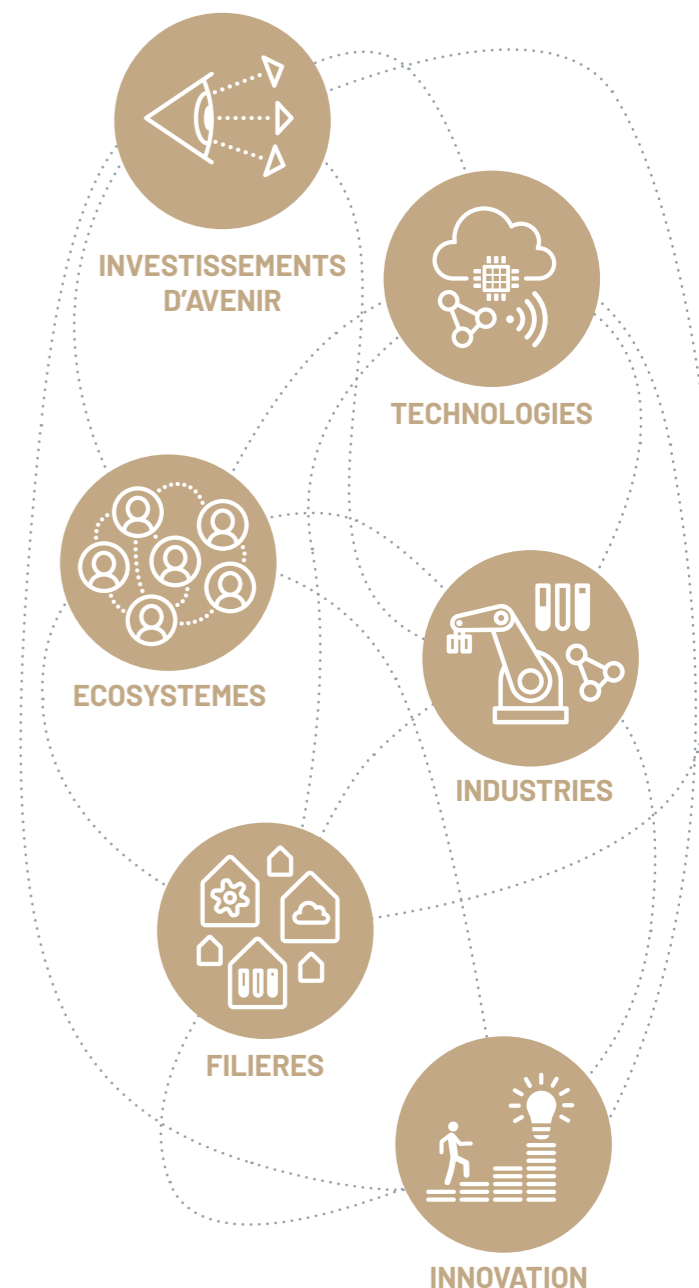 INVESTISSEMENTS
D'AVENIR
TECHNOLOGIES
ECOSYSTEMES
INDUSTRIES
FILIERES
INNOVATION